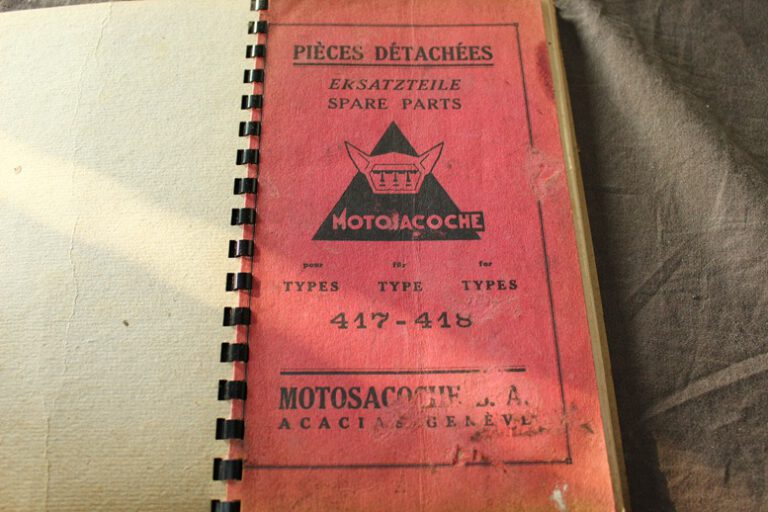 PIÈCES DÉTACHÉES
ERSATZTEILE
SPARE PARTS
MOTOSACOCHE
pour für for
TYPES TYPE TYPES
417-418
MOTOSACOCHE S. A.
ACACIAS GENÈVE